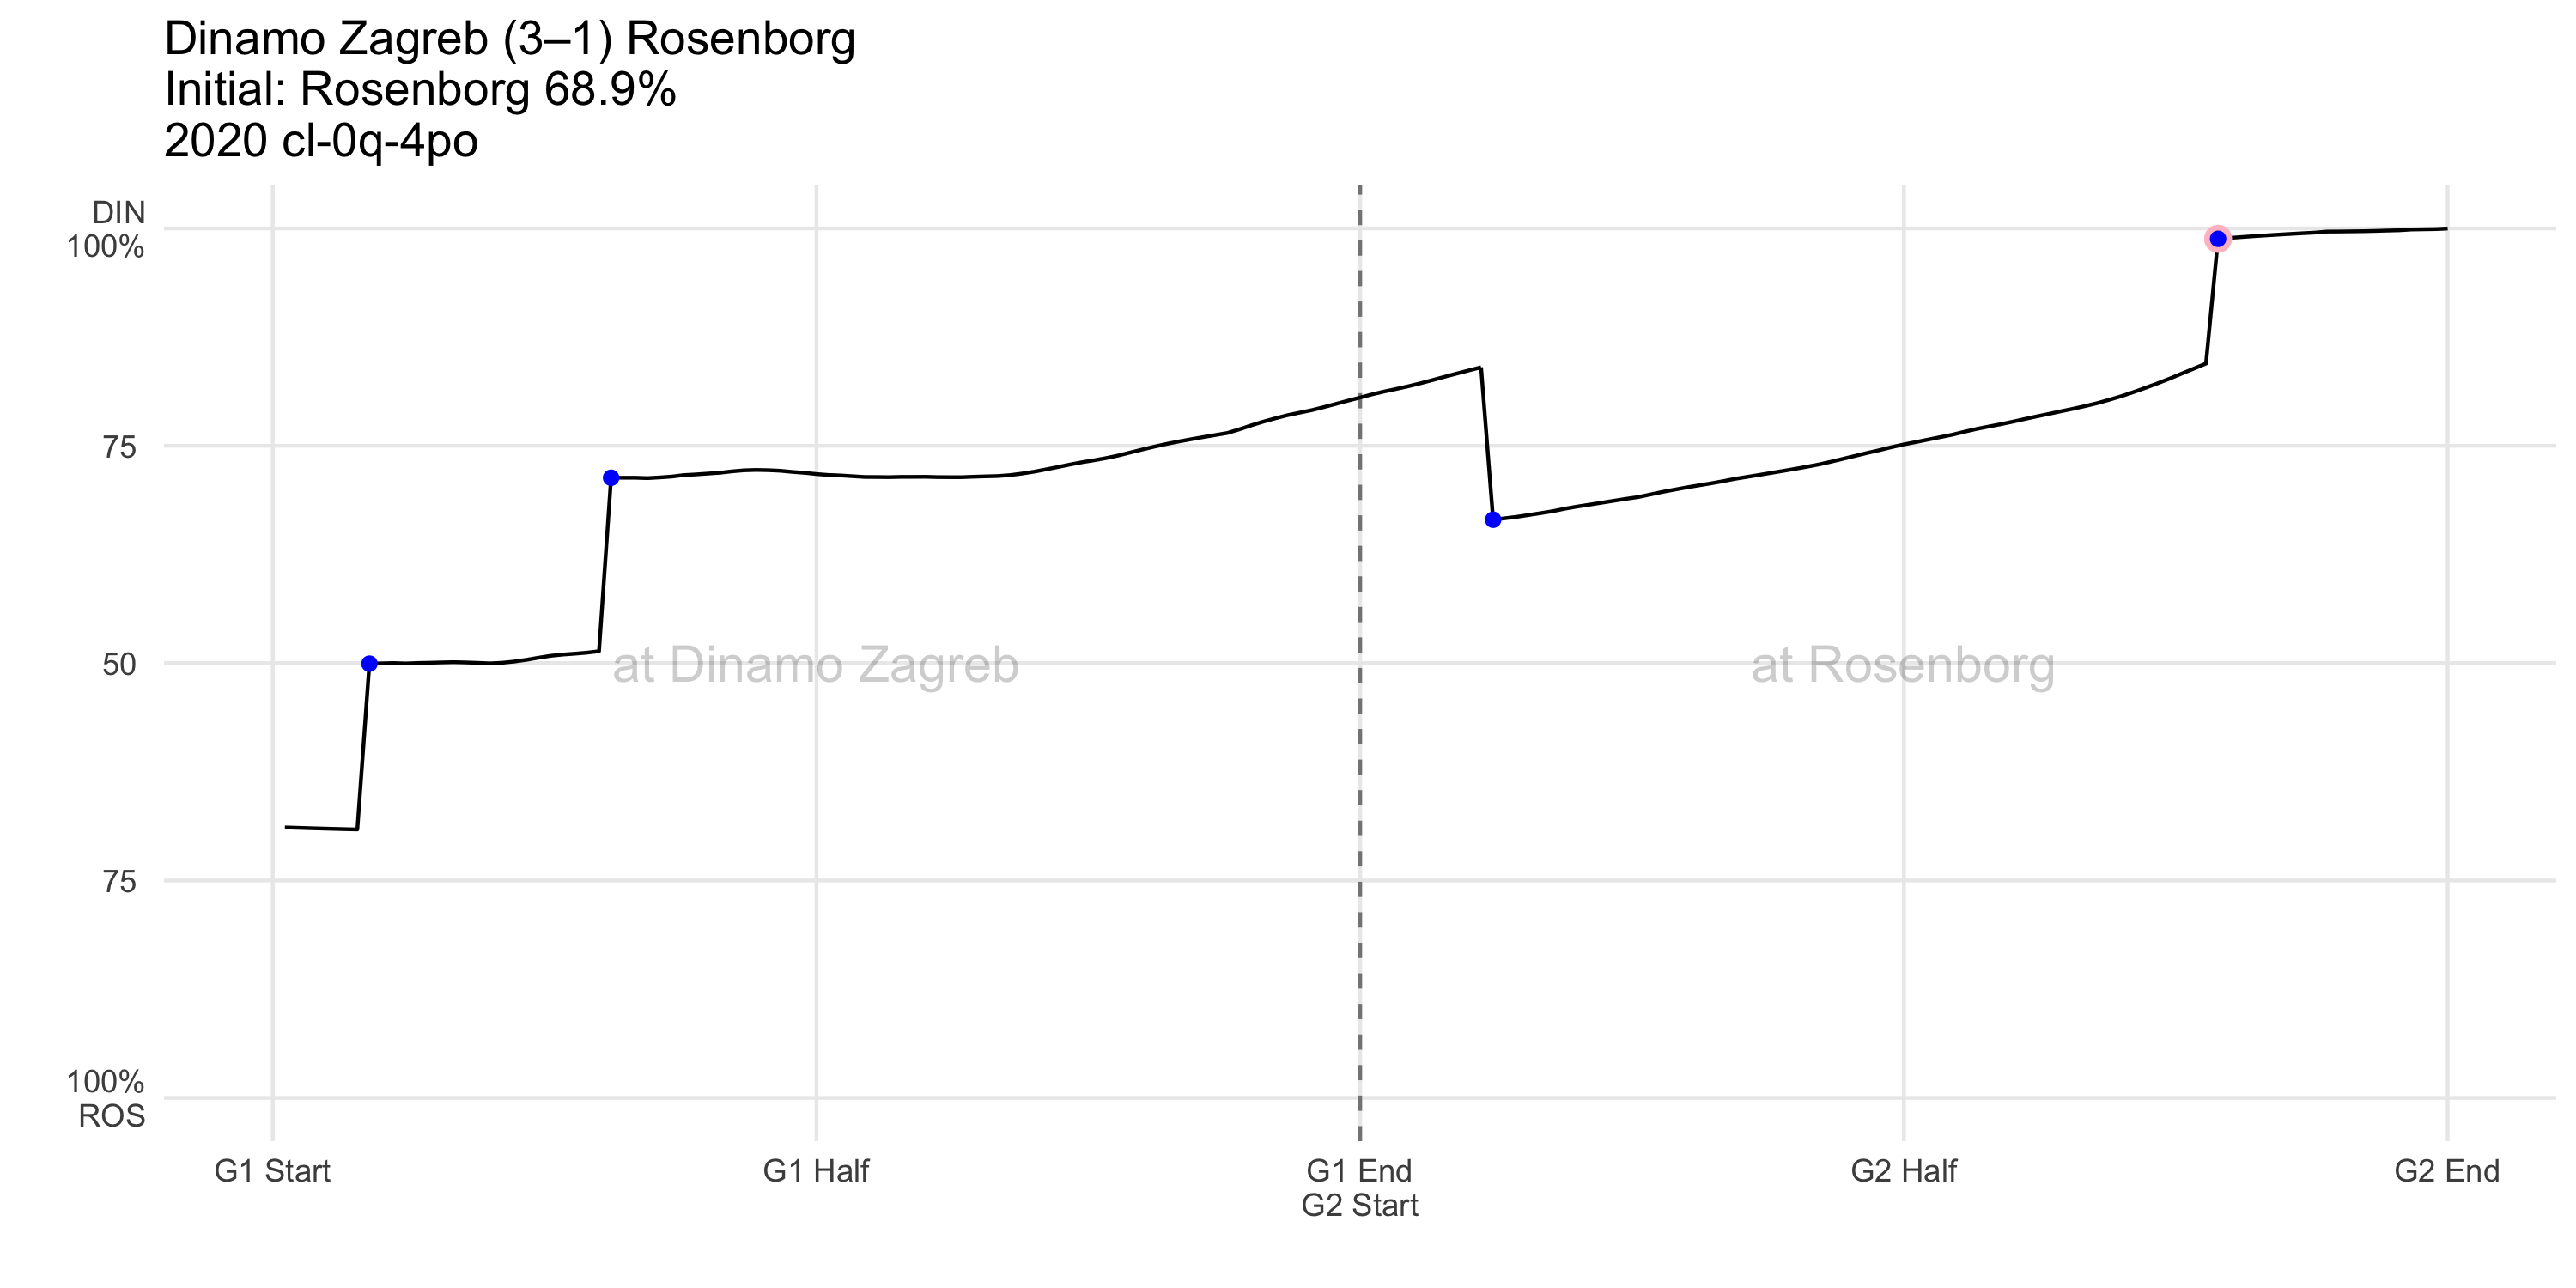 Dinamo Zagreb (3–1) Rosenborg
Initial: Rosenborg 68.9%
2020 cl-0q-4po
DIN
100%
75
50
at Dinamo Zagreb
at Rosenborg
75
100%
ROS
G1 Start
G1 Half
G1 End
G2 Start
G2 Half
G2 End